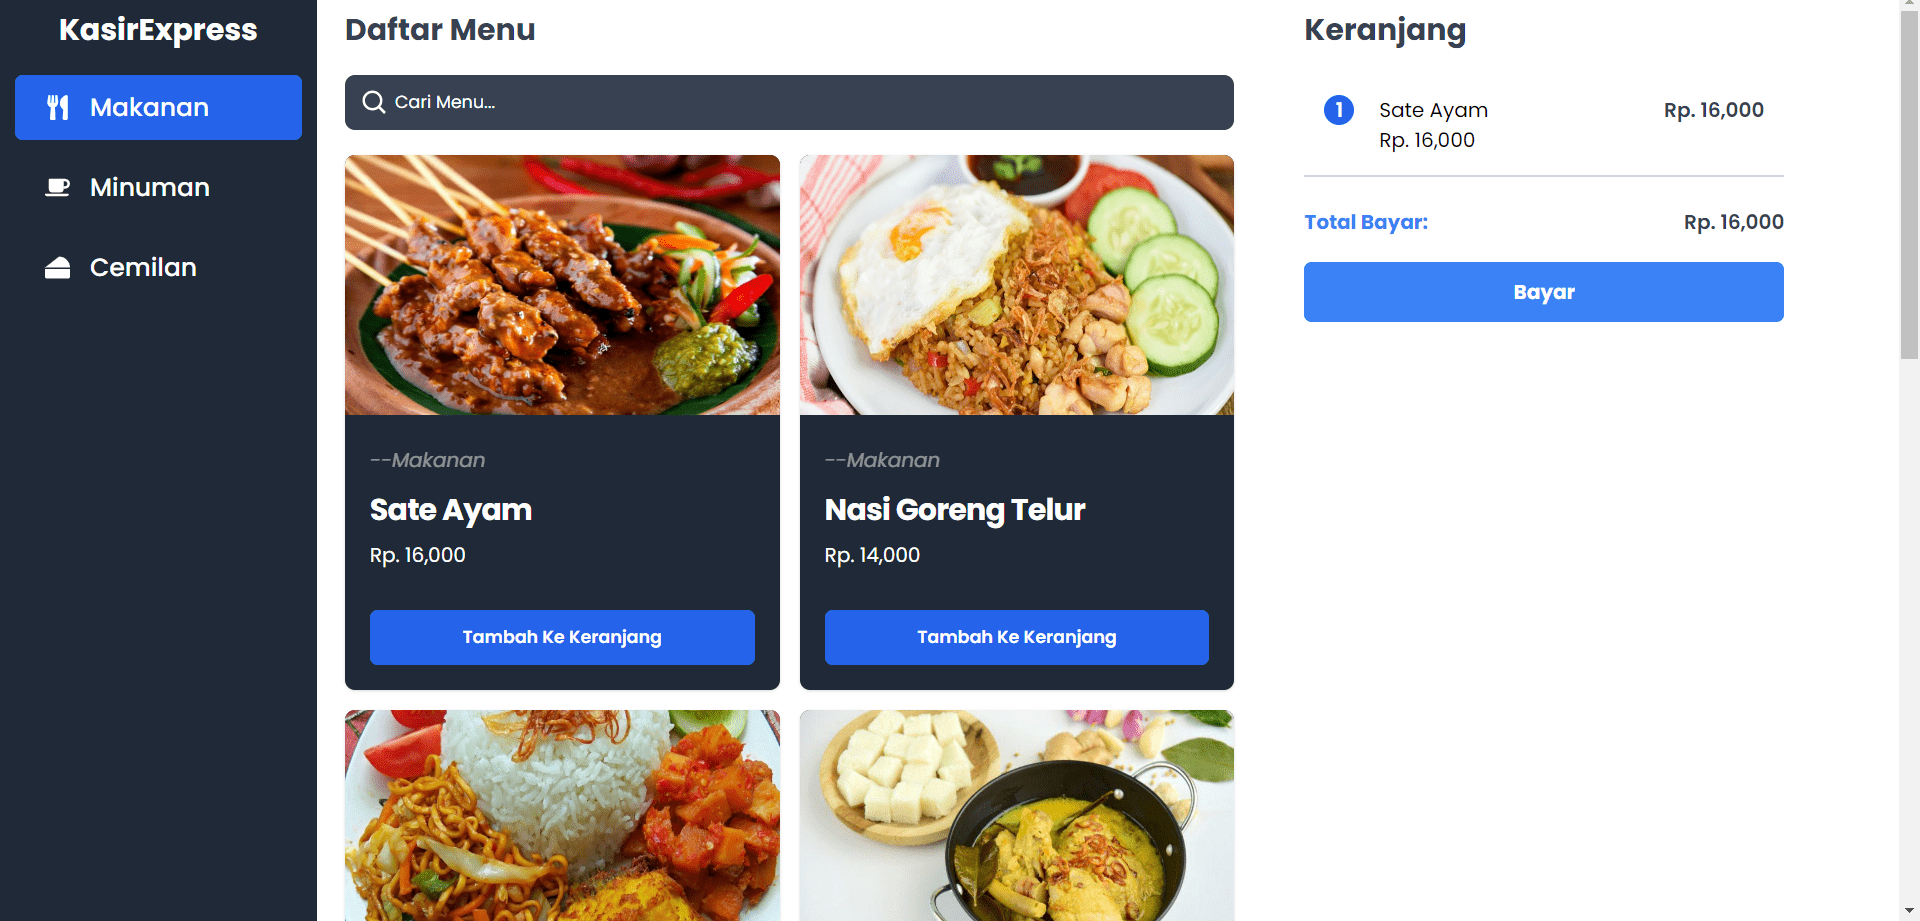 KasirExpress
Makanan
Minuman
Cemilan
Daftar Menu
Cari Menu...
--Makanan
Sate Ayam
Rp. 16,000
Tambah Ke Keranjang
--Makanan
Nasi Goreng Telur
Rp. 14,000
Tambah Ke Keranjang
Keranjang
1 Sate Ayam Rp. 16,000
Rp. 16,000
Total Bayar: Rp. 16,000
Bayar